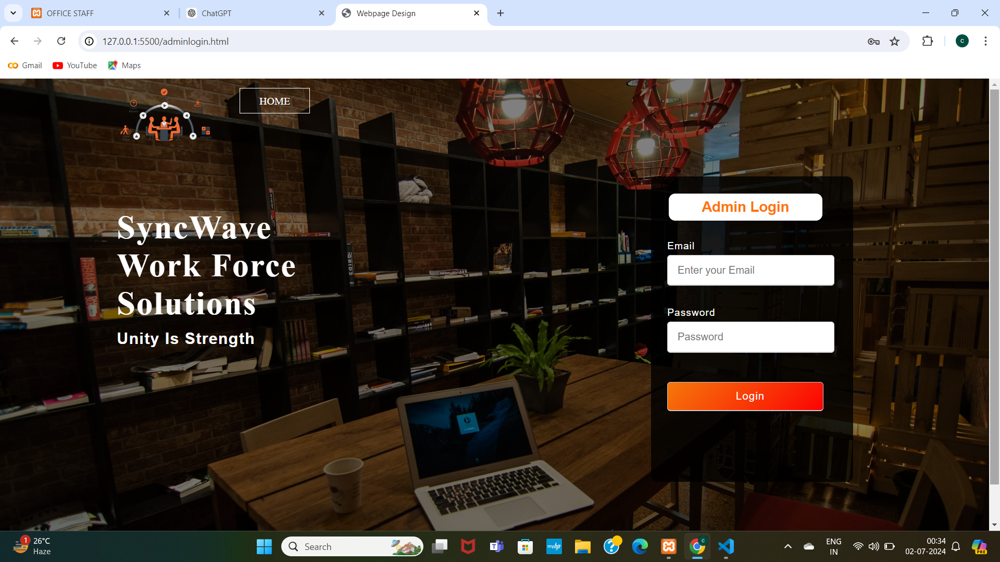 OFFICE STAFF
ChatGPT
Webpage Design
127.0.0.1:5500/adminlogin.html
C
Gmail
YouTube
Maps
HOME
SyncWave
Work Force
Solutions
Unity Is Strength
Admin Login
Email
Enter your Email
Password
Password
Login
1
26°C
Haze
Search
myhp
C
PRE
ENG
IN
00:34
02-07-2024